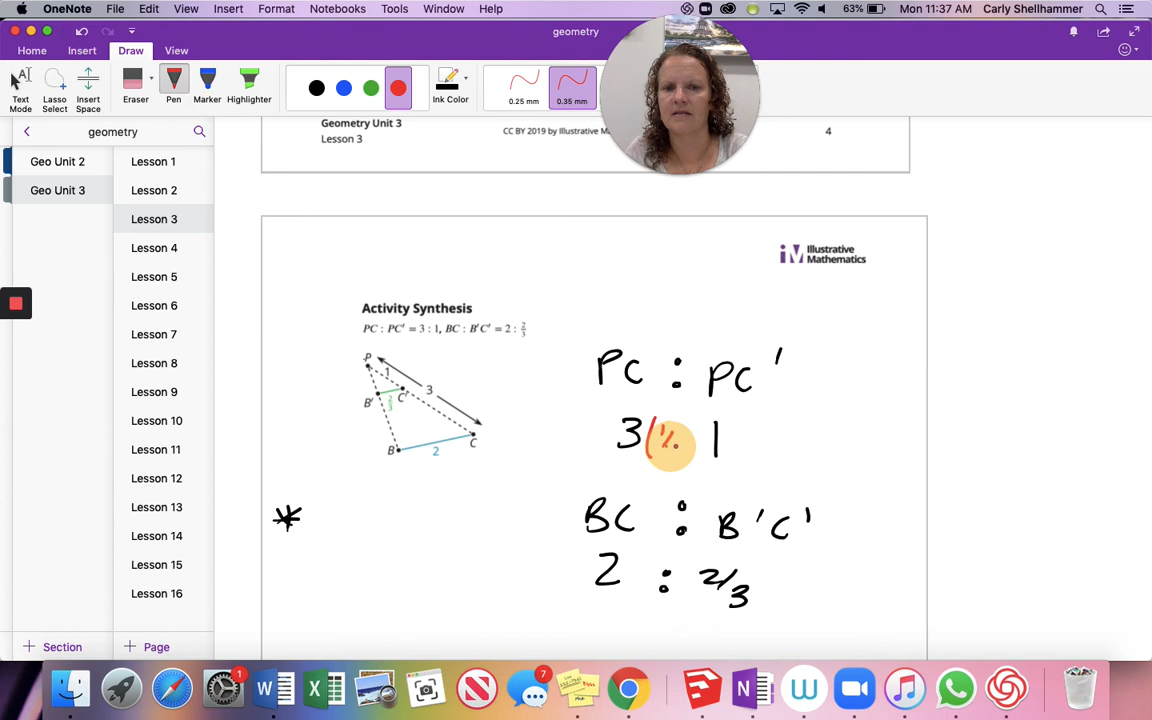 OneNote File Edit View Insert Format Notebooks Tools Window Help 63% Mon 11:37 AM Carly Shellhammer
geometry
Home Insert Draw View
Text Mode Lasso Select Insert Space Eraser Pen Marker Highlighter Ink Color 0.25 mm 0.35 mm
geometry
Geo Unit 2
Geo Unit 3
Lesson 1
Lesson 2
Lesson 3
Lesson 4
Lesson 5
Lesson 6
Lesson 7
Lesson 8
Lesson 9
Lesson 10
Lesson 11
Lesson 12
Lesson 13
Lesson 14
Lesson 15
Lesson 16
+ Section + Page
Geometry Unit 3
Lesson 3
CC BY 2019 by Illustrative 4
iM Illustrative
Mathematics
Activity Synthesis
PC : PC' = 3 : 1, BC : B'C' = 2 : 2/3
P
1
3
B' 2/3 C'
B 2 C
PC : PC'
3 1
*
BC : B'C'
2 : 2/3
1
7